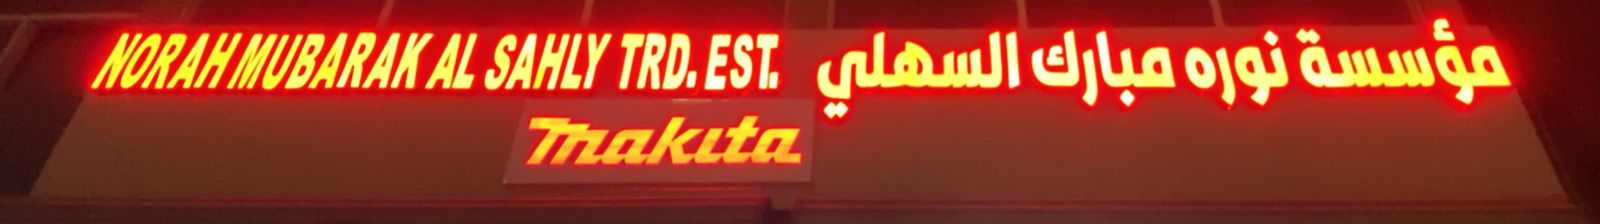 NORAH MUBARAK AL SAHLY TRD. EST.
مؤسسة نوره مبارك السهلي
makita